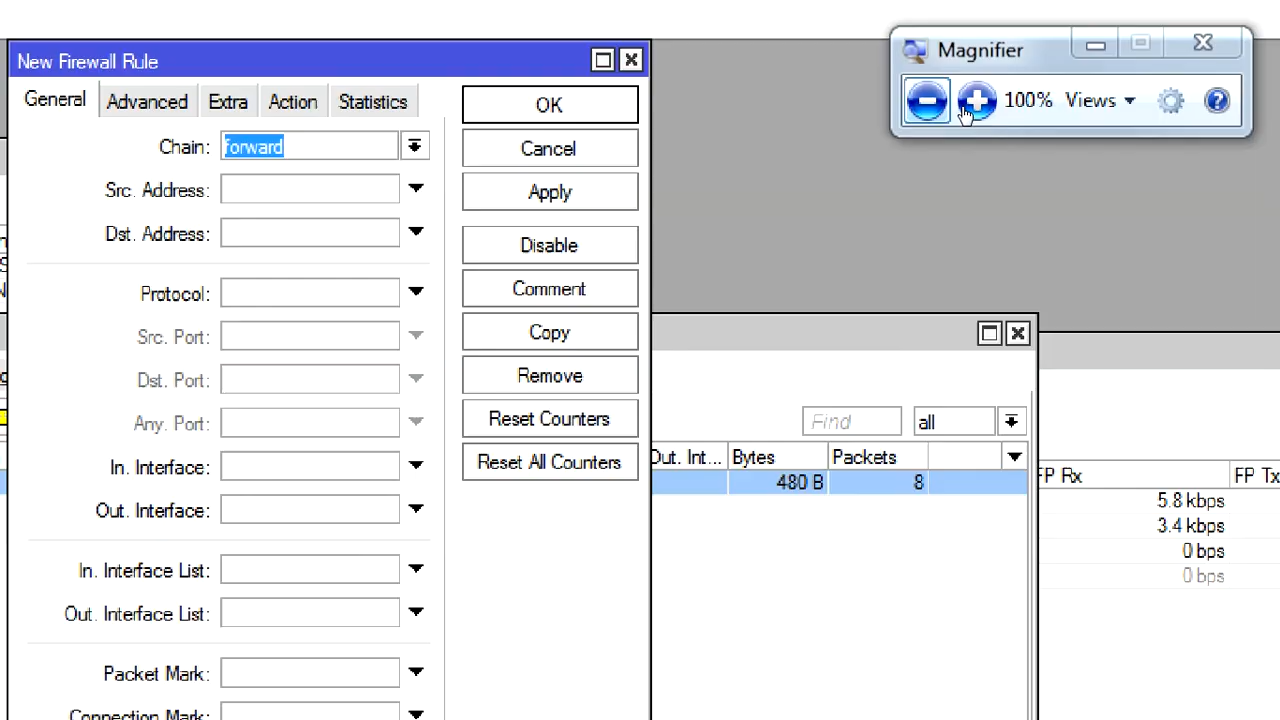 New Firewall Rule
General
Advanced
Extra
Action
Statistics
Chain: forward
Src. Address:
Dst. Address:
Protocol:
Src. Port:
Dst. Port:
Any. Port:
In. Interface:
Out. Interface:
In. Interface List:
Out. Interface List:
Packet Mark:
Connection Mark:
OK
Cancel
Apply
Disable
Comment
Copy
Remove
Reset Counters
Reset All Counters
Magnifier
100% Views
Find
all
Out. Int... Bytes Packets
480 B 8
FP Rx FP Tx
5.8 kbps
3.4 kbps
0 bps
0 bps